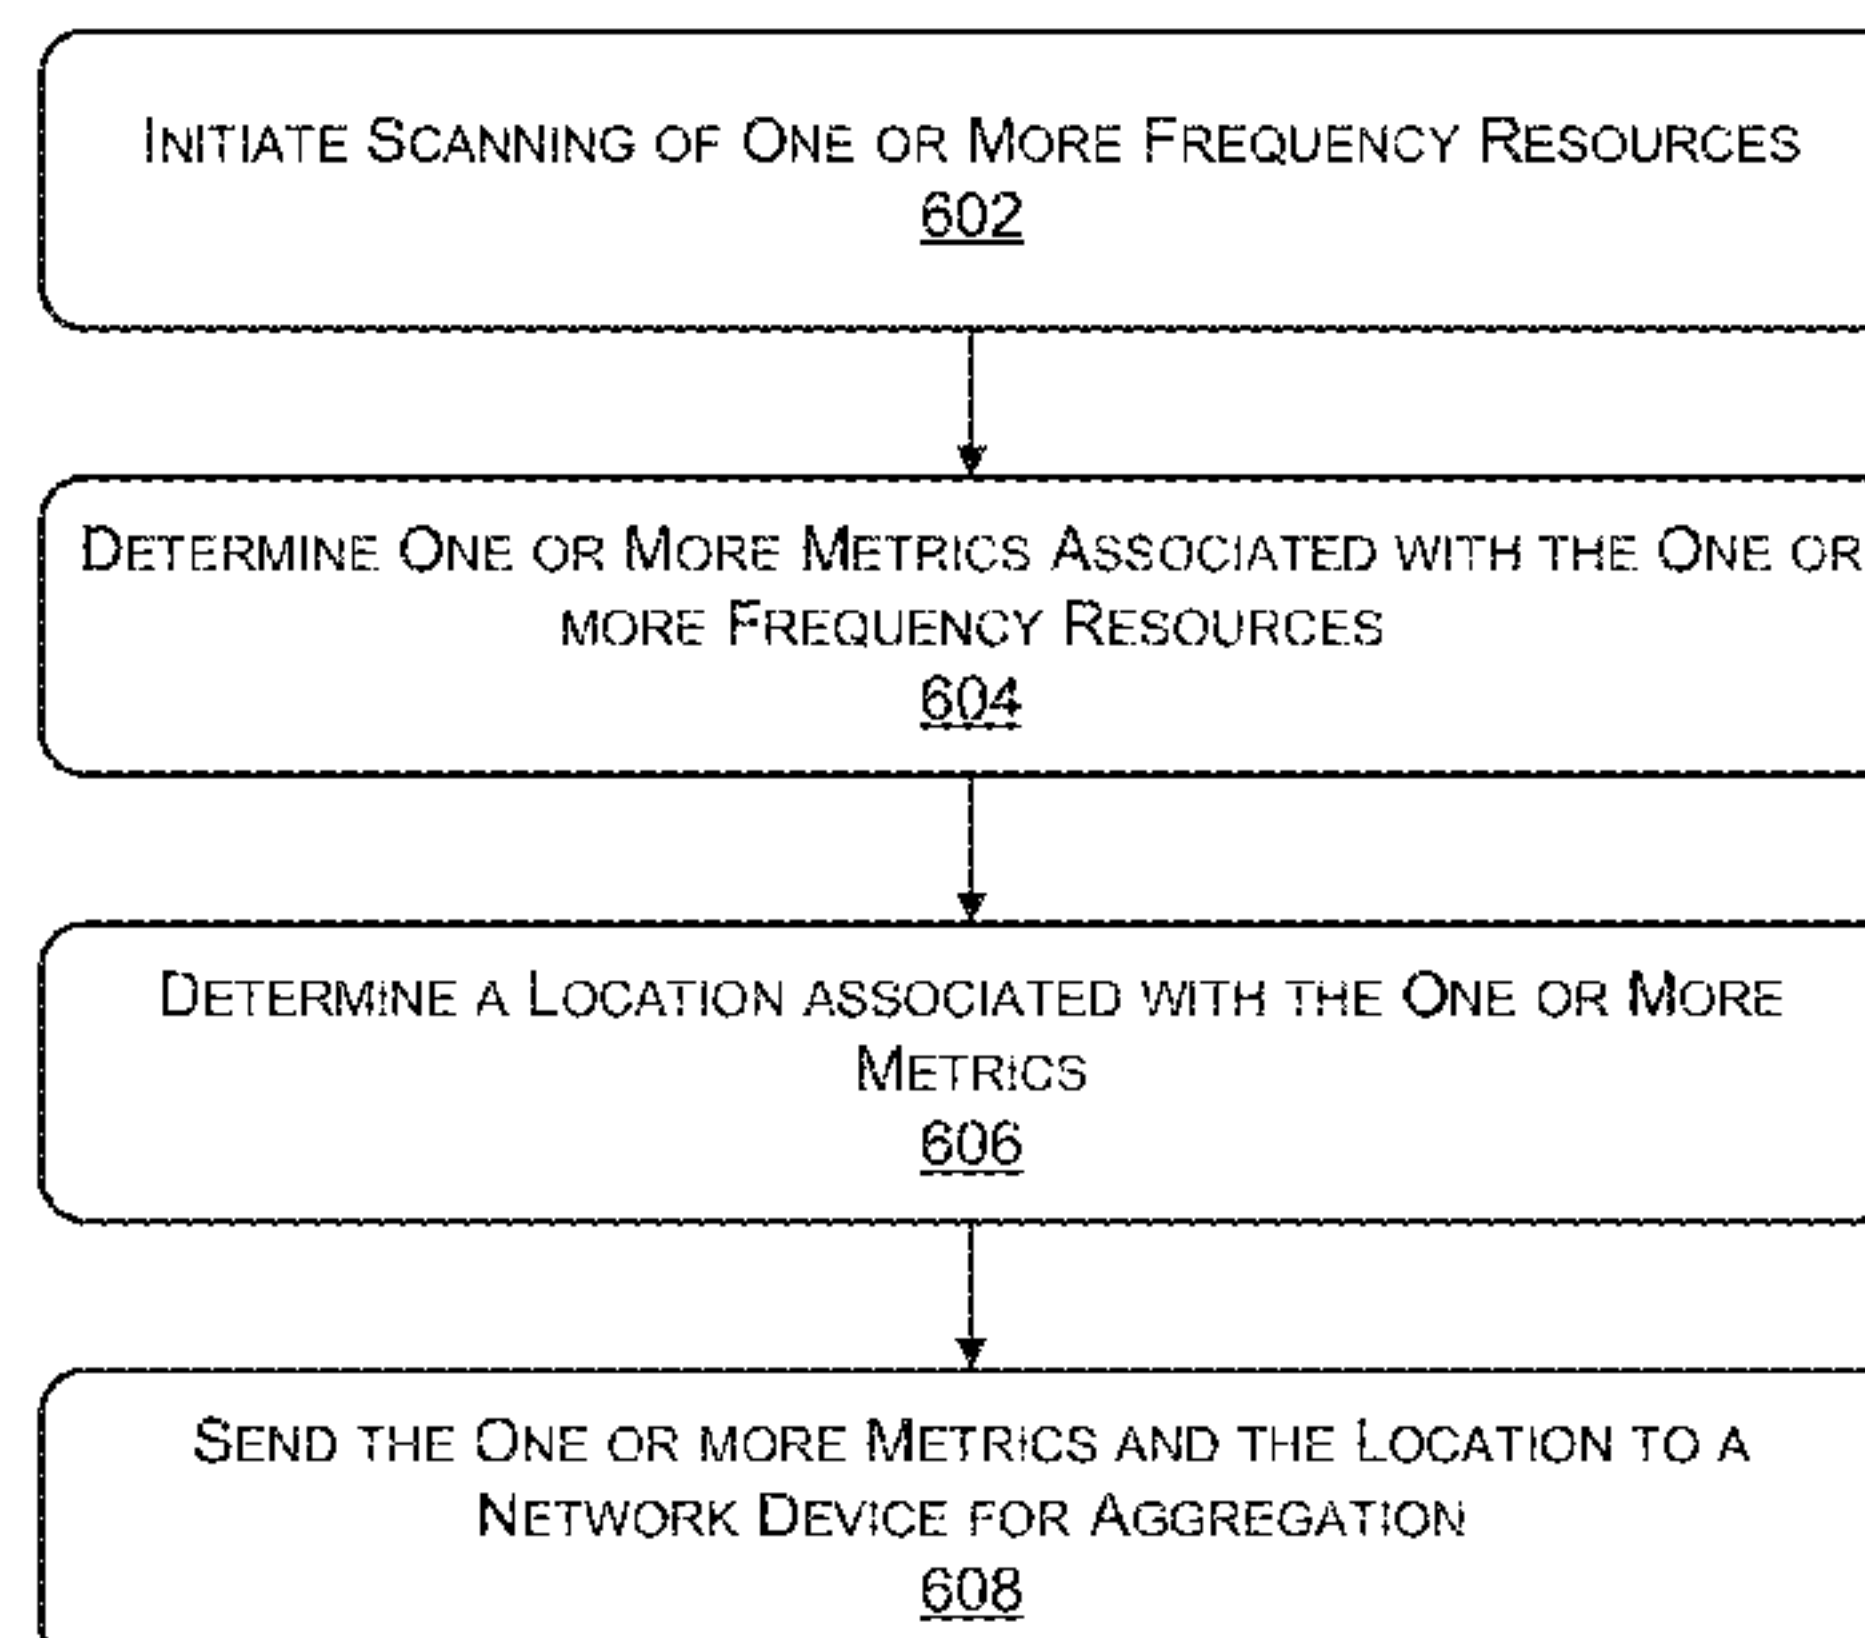 INITIATE SCANNING OF ONE OR MORE FREQUENCY RESOURCES
602
DETERMINE ONE OR MORE METRICS ASSOCIATED WITH THE ONE OR
MORE FREQUENCY RESOURCES
604
DETERMINE A LOCATION ASSOCIATED WITH THE ONE OR MORE
METRICS
606
SEND THE ONE OR MORE METRICS AND THE LOCATION TO A
NETWORK DEVICE FOR AGGREGATION
608